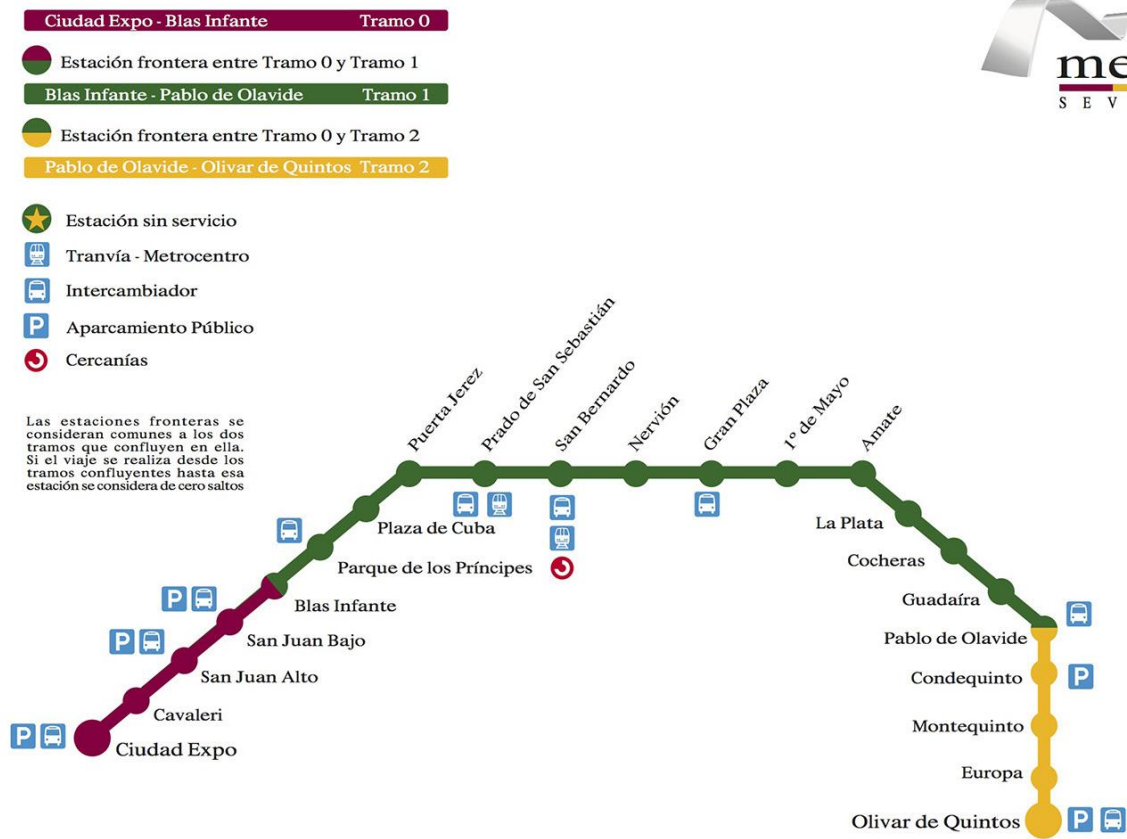 Ciudad Expo - Blas Infante Tramo 0
Estación frontera entre Tramo 0 y Tramo 1
Blas Infante - Pablo de Olavide Tramo 1
Estación frontera entre Tramo 0 y Tramo 2
Pablo de Olavide - Olivar de Quintos Tramo 2
Estación sin servicio
Tranvía - Metrocentro
Intercambiador
P Aparcamiento Público
Cercanías
Las estaciones fronteras se
consideran comunes a los dos
tramos que confluyen en ella.
Si el viaje se realiza desde los
tramos confluyentes hasta esa
estación se considera de cero saltos
me
S E V
Puerta Jerez
Prado de San Sebastián
San Bernardo
Nervión
Gran Plaza
1º de Mayo
Amate
Plaza de Cuba
Parque de los Príncipes
P
Blas Infante
P
San Juan Bajo
San Juan Alto
Cavaleri
P
Ciudad Expo
La Plata
Cocheras
Guadaíra
Pablo de Olavide
Condequinto P
Montequinto
Europa
Olivar de Quintos P